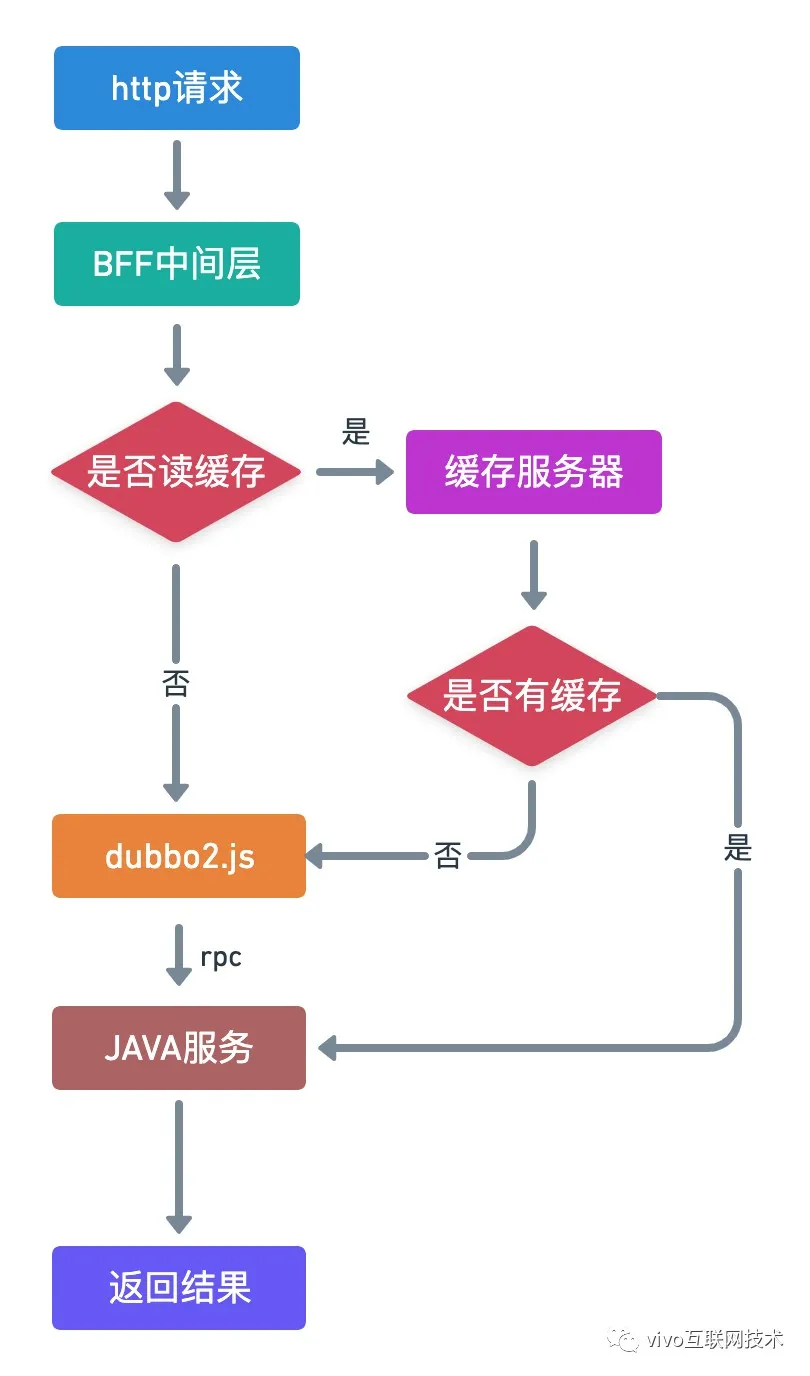 http请求
BFF中间层
是否读缓存
是
缓存服务器
否
是否有缓存
否
是
dubbo2.js
rpc
JAVA服务
返回结果
vivo互联网技术